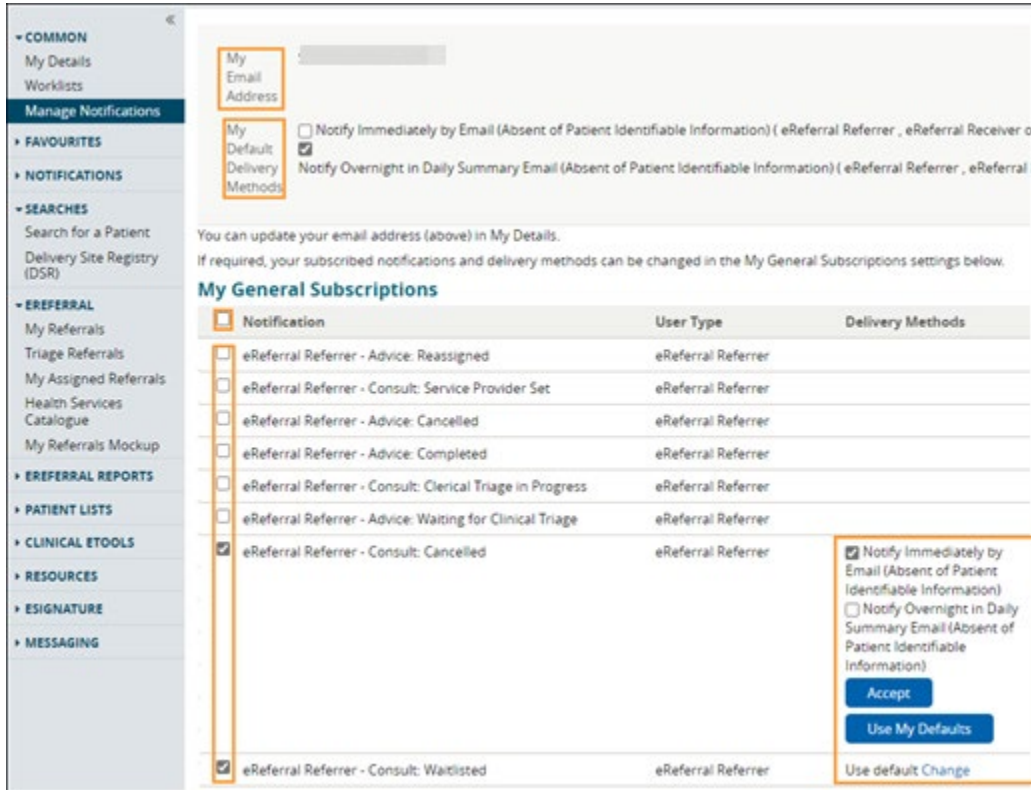 «
COMMON
My Details
Worklists
Manage Notifications
FAVOURITES
NOTIFICATIONS
SEARCHES
Search for a Patient
Delivery Site Registry
(DSR)
EREFERRAL
My Referrals
Triage Referrals
My Assigned Referrals
Health Services
Catalogue
My Referrals Mockup
EREFERRAL REPORTS
PATIENT LISTS
CLINICAL ETOOLS
RESOURCES
ESIGNATURE
MESSAGING
My
Email
Address
My
Default
Delivery
Methods
Notify Immediately by Email (Absent of Patient Identifiable Information) ( eReferral Referrer , eReferral Receiver o
Notify Overnight in Daily Summary Email (Absent of Patient Identifiable Information) ( eReferral Referrer , eReferral
You can update your email address (above) in My Details.
If required, your subscribed notifications and delivery methods can be changed in the My General Subscriptions settings below.
My General Subscriptions
Notification User Type Delivery Methods
eReferral Referrer - Advice: Reassigned eReferral Referrer
eReferral Referrer - Consult: Service Provider Set eReferral Referrer
eReferral Referrer - Advice: Cancelled eReferral Referrer
eReferral Referrer - Advice: Completed eReferral Referrer
eReferral Referrer - Consult: Clerical Triage in Progress eReferral Referrer
eReferral Referrer - Advice: Waiting for Clinical Triage eReferral Referrer
eReferral Referrer - Consult: Cancelled eReferral Referrer
Notify Immediately by
Email (Absent of Patient
Identifiable Information)
Notify Overnight in Daily
Summary Email (Absent of
Patient Identifiable
Information)
Accept
Use My Defaults
eReferral Referrer - Consult: Waitlisted eReferral Referrer Use default Change